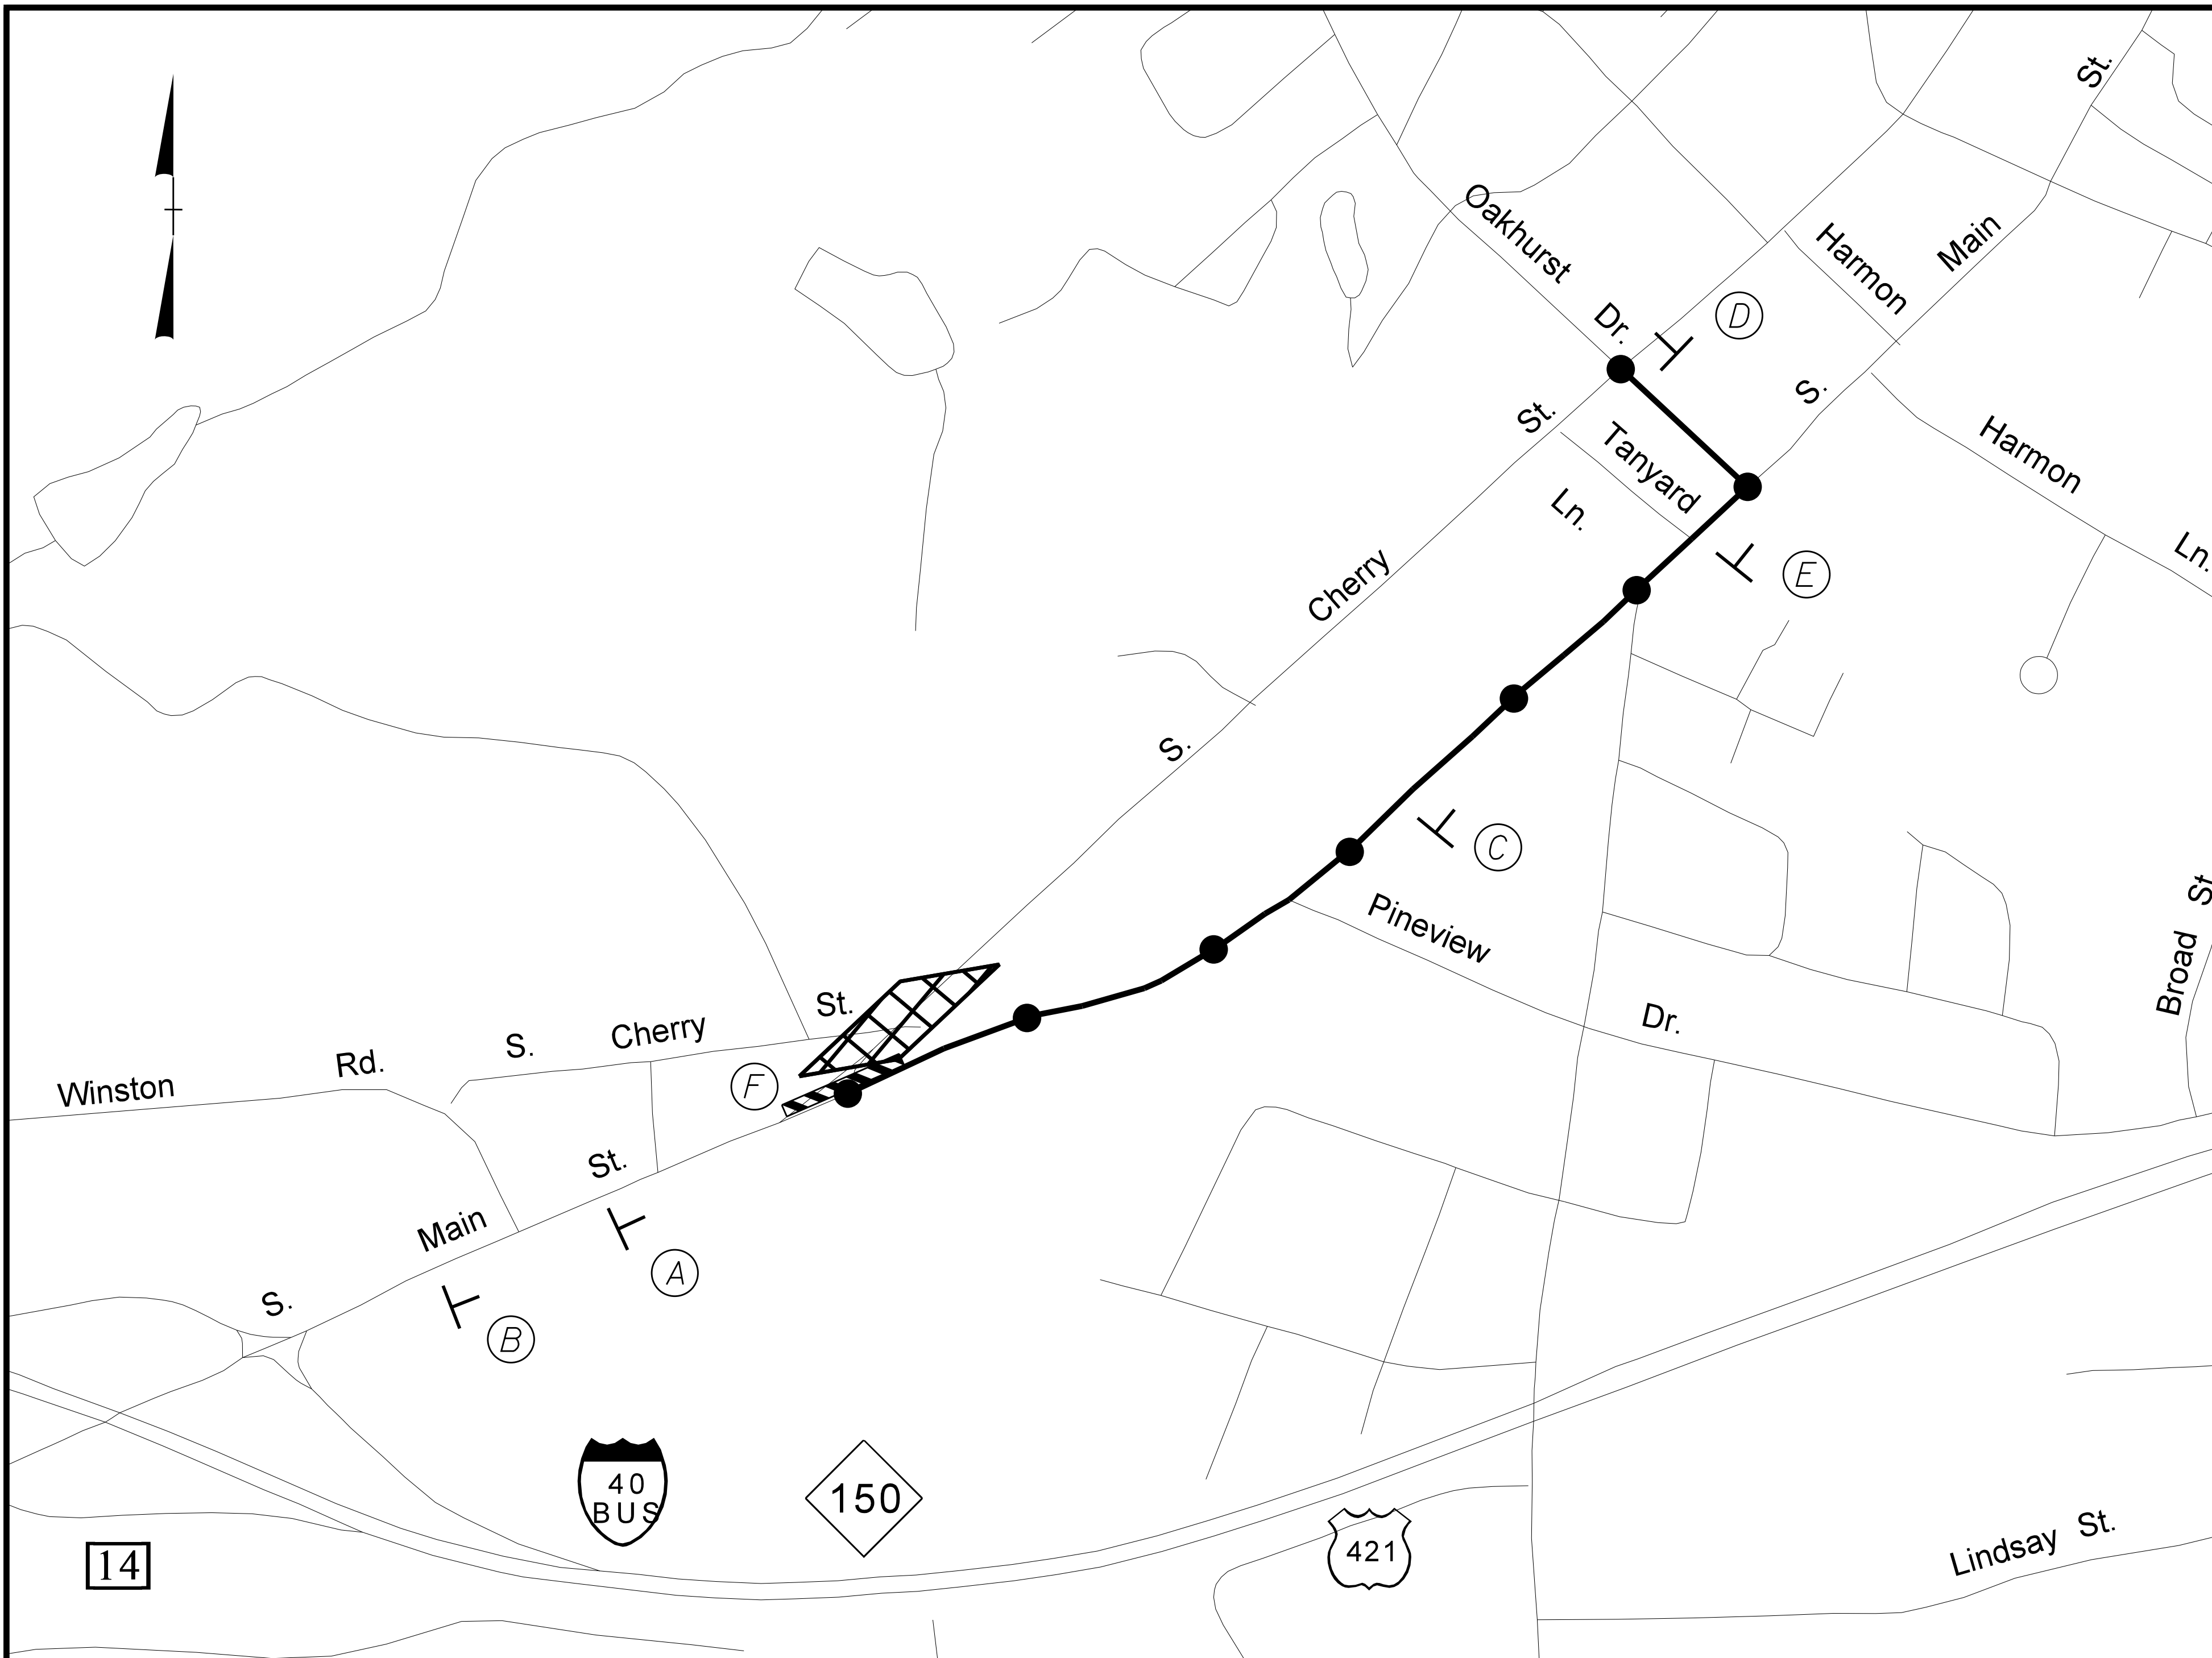 St.
Oakhurst Dr.
Harmon
Main
D
S.
St.
Tanyard
Ln.
Harmon
Ln.
E
Cherry
S.
C
Pineview
Dr.
Broad St
St.
Cherry
S.
Rd.
Winston
F
St.
Main
S.
A
B
40
BUS
150
421
14
Lindsay St.